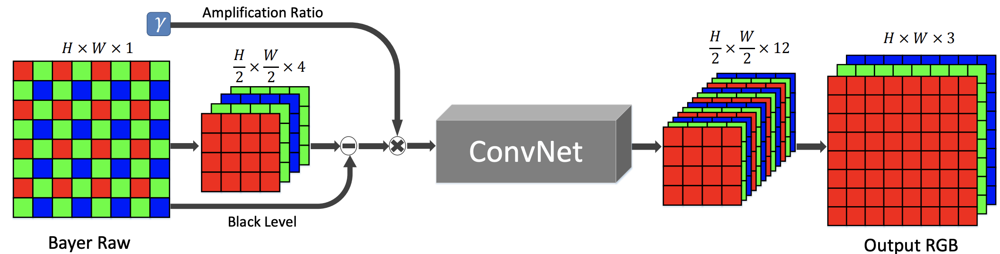 γ
Amplification Ratio
H × W × 1
H/2 × W/2 × 4
Black Level
Bayer Raw
ConvNet
H/2 × W/2 × 12
H × W × 3
Output RGB